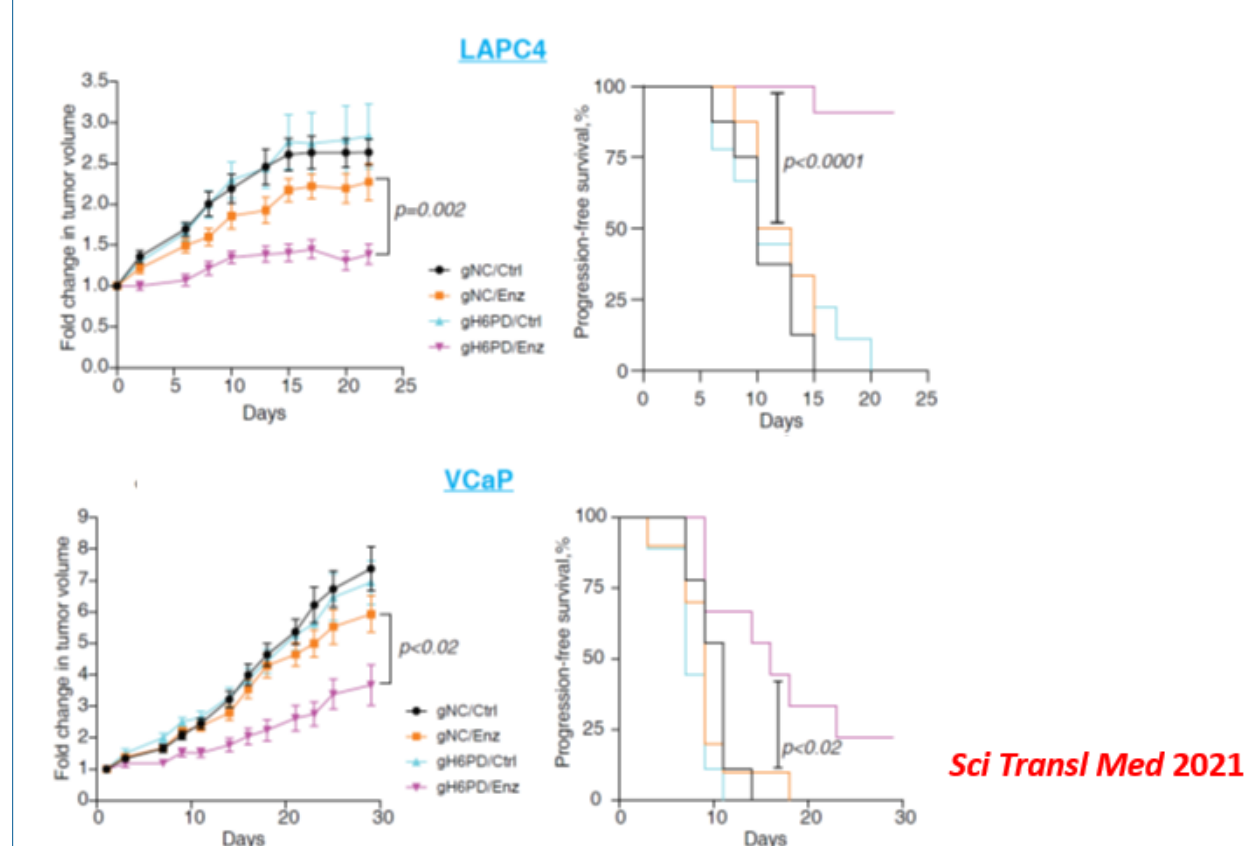 LAPC4
Fold change in tumor volume
3.5
3.0
2.5
2.0
1.5
1.0
0.5
0.0
0 5 10 15 20 25
Days
p=0.002
gNC/Ctrl
gNC/Enz
gH6PD/Ctrl
gH6PD/Enz
Progression-free survival,%
100
75
50
25
0
0 5 10 15 20 25
Days
p<0.0001
VCaP
Fold change in tumor volume
9
8
7
6
5
4
3
2
1
0
0 10 20 30
Days
p<0.02
gNC/Ctrl
gNC/Enz
gH6PD/Ctrl
gH6PD/Enz
Progression-free survival,%
100
75
50
25
0
0 10 20 30
Days
p<0.02
Sci Transl Med 2021